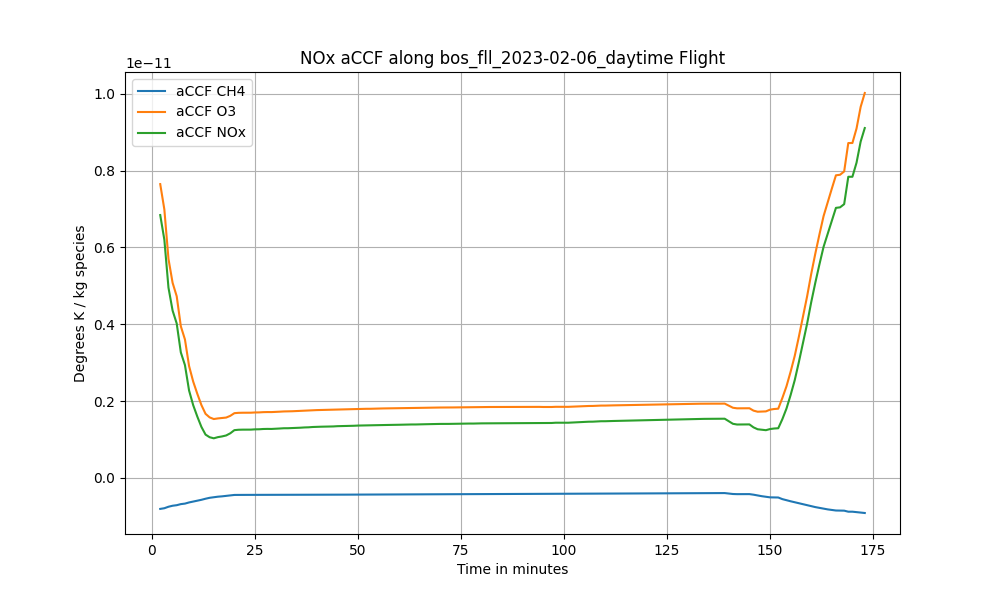 NOx aCCF along bos_fll_2023-02-06_daytime Flight
1e−11
aCCF CH4
aCCF O3
aCCF NOx
1.0
0.8
0.6
0.4
0.2
0.0
Degrees K / kg species
0 25 50 75 100 125 150 175
Time in minutes